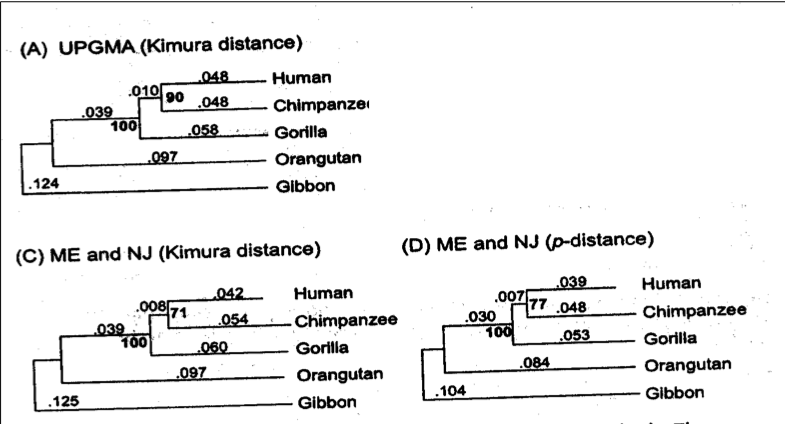 (A) UPGMA (Kimura distance)
.048 Human
.010
90 .048 Chimpanze
.039
100 .058 Gorilla
.097 Orangutan
.124 Gibbon
(C) ME and NJ (Kimura distance)
.042 Human
.008
71 .054 Chimpanzee
.039
100 .060 Gorilla
.097 Orangutan
.125 Gibbon
(D) ME and NJ (p-distance)
.039 Human
.007
77 .048 Chimpanzee
.030
100 .053 Gorilla
.084 Orangutan
.104 Gibbon